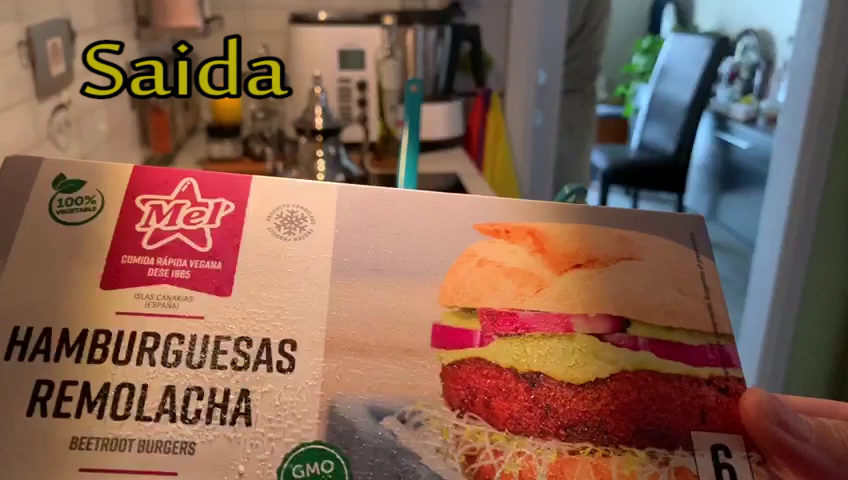 Saida
100%
VEGETABLE
Mel
COMIDA RÁPIDA VEGANA
DESDE 1985
ISLAS CANARIAS
(ESPAÑA)
HAMBURGUESAS
REMOLACHA
BEETROOT BURGERS
GMO
6